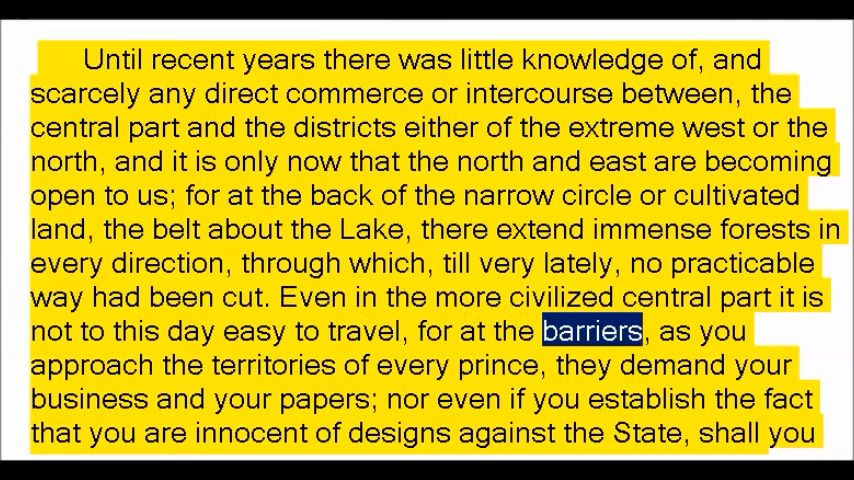 Until recent years there was little knowledge of, and
scarcely any direct commerce or intercourse between, the
central part and the districts either of the extreme west or the
north, and it is only now that the north and east are becoming
open to us; for at the back of the narrow circle or cultivated
land, the belt about the Lake, there extend immense forests in
every direction, through which, till very lately, no practicable
way had been cut. Even in the more civilized central part it is
not to this day easy to travel, for at the barriers, as you
approach the territories of every prince, they demand your
business and your papers; nor even if you establish the fact
that you are innocent of designs against the State, shall you